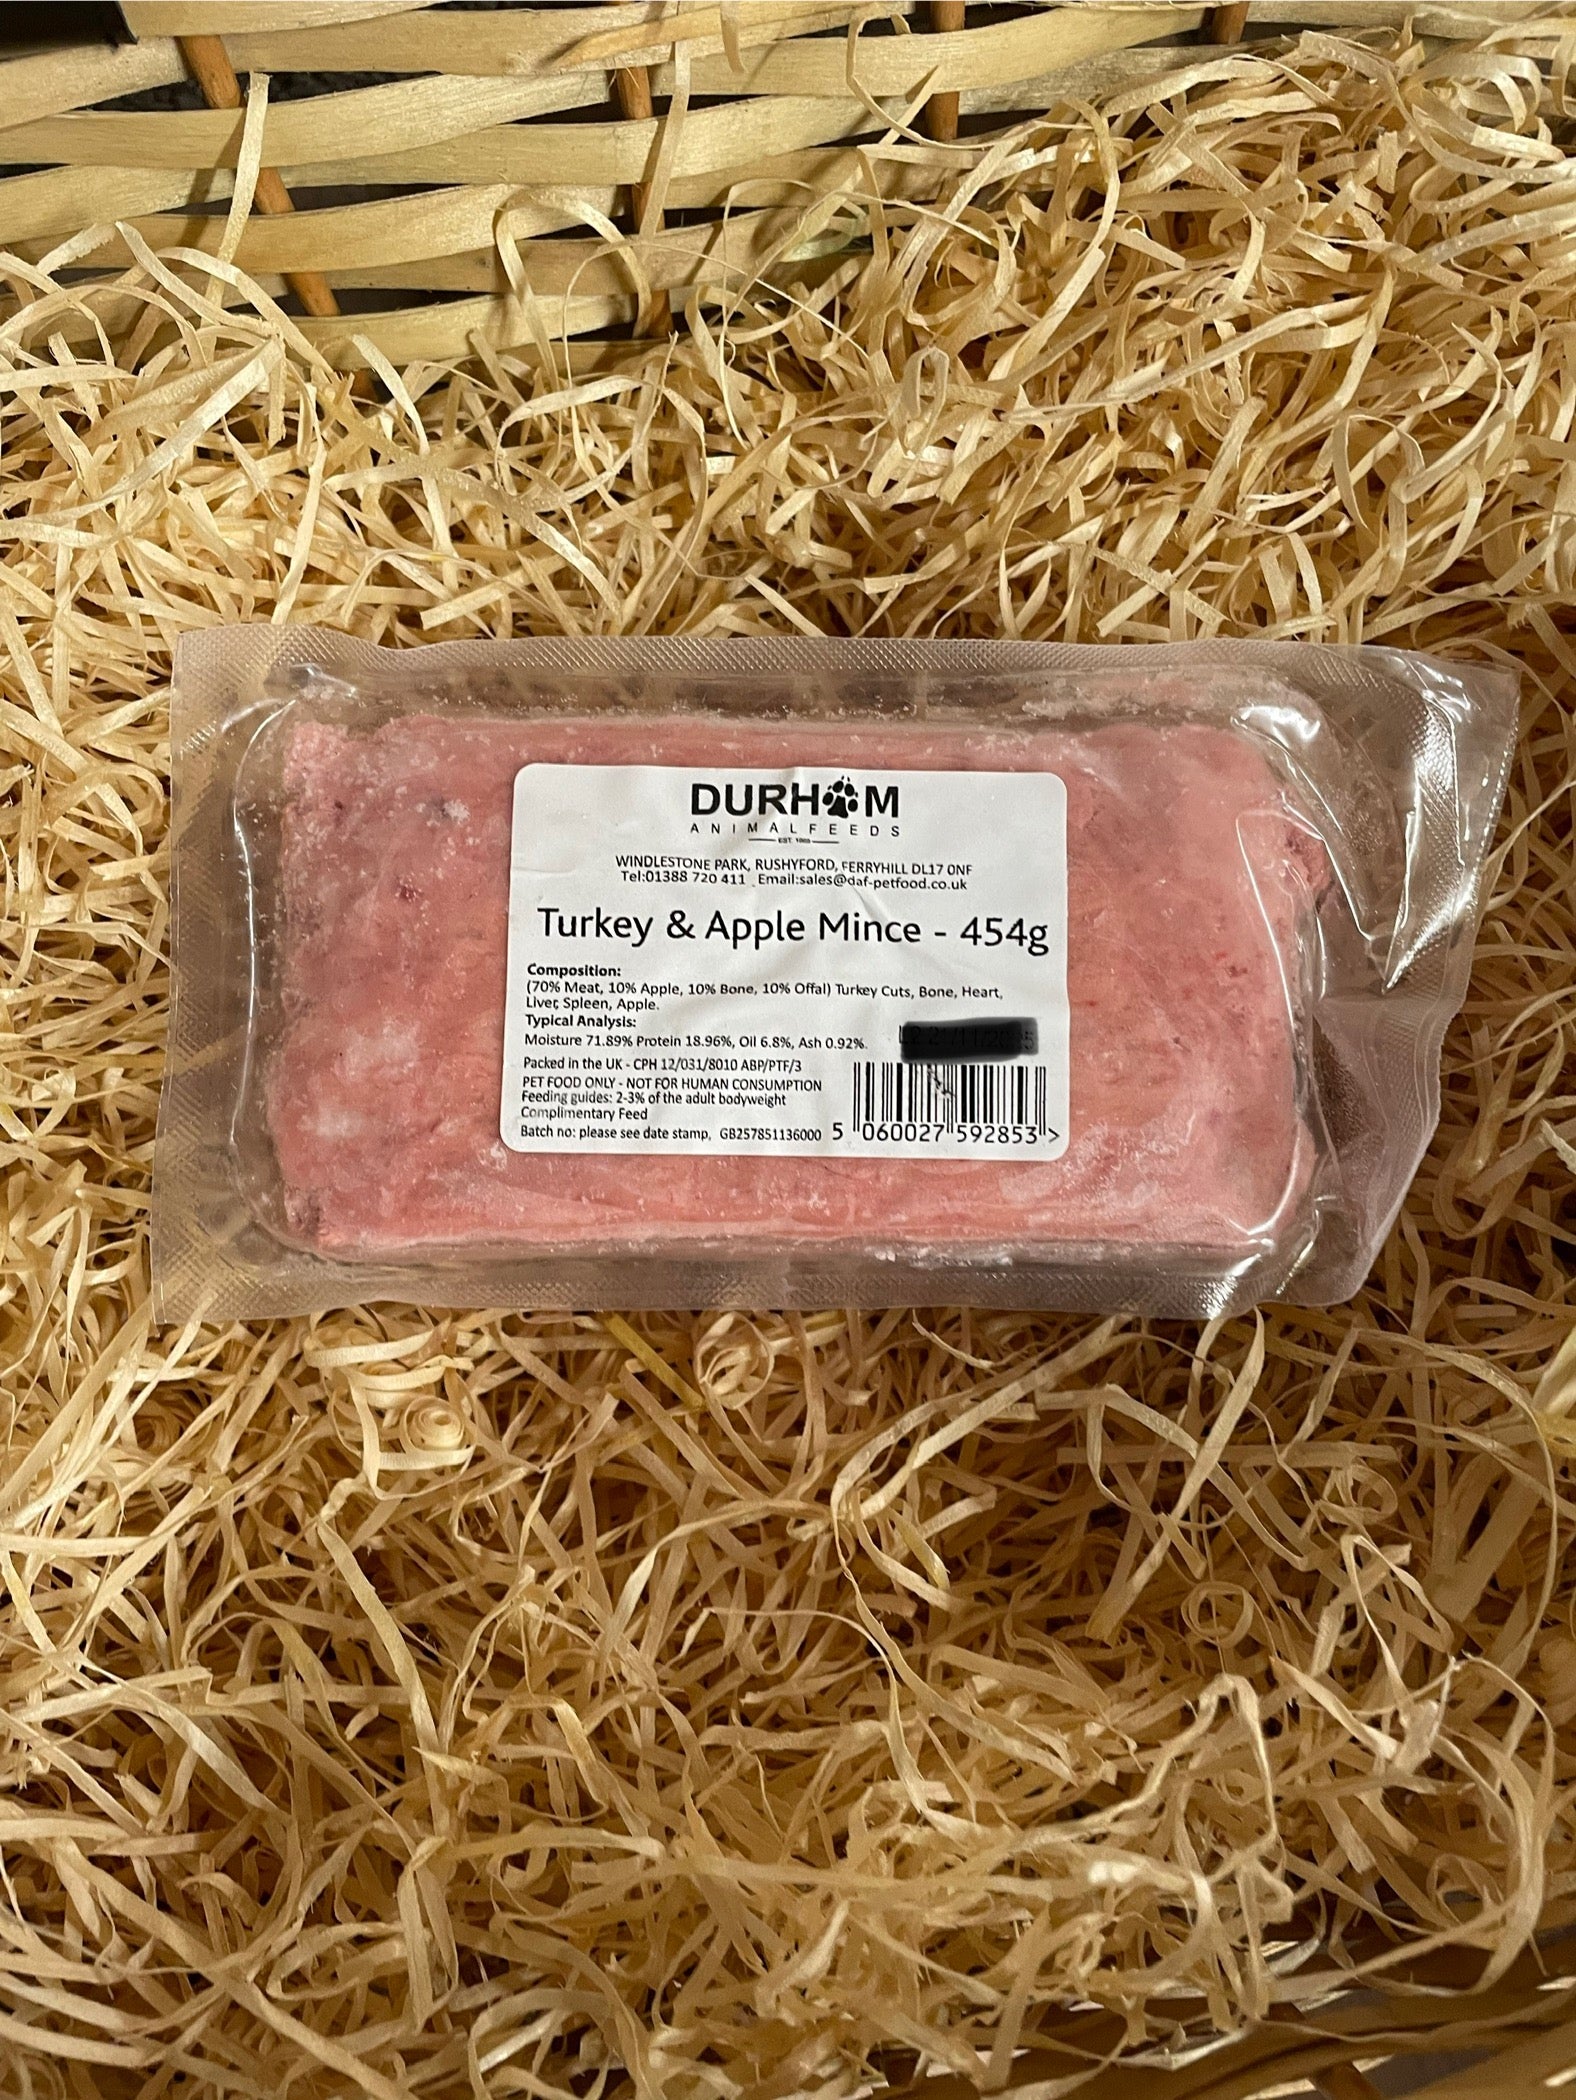 DURHAM
ANIMALFEEDS
WINDLESTONE PARK, RUSHYFORD, FERRYHILL DL17 0NF
Tel:01388 720 411 Email:sales@daf-petfood.co.uk
Turkey & Apple Mince - 454g
Composition:
(70% Meat, 10% Apple, 10% Bone, 10% Offal) Turkey Cuts, Bone, Heart,
Liver, Spleen, Apple.
Typical Analysis:
Moisture 71.89% Protein 18.96%, Oil 6.8%, Ash 0.92%.
Packed in the UK - CPH 12/031/8010 ABP/PTF/3
PET FOOD ONLY - NOT FOR HUMAN CONSUMPTION
Feeding guides: 2-3% of the adult bodyweight
Complimentary Feed
Batch no: please see date stamp, GB257851136000
5 060027 592853 >